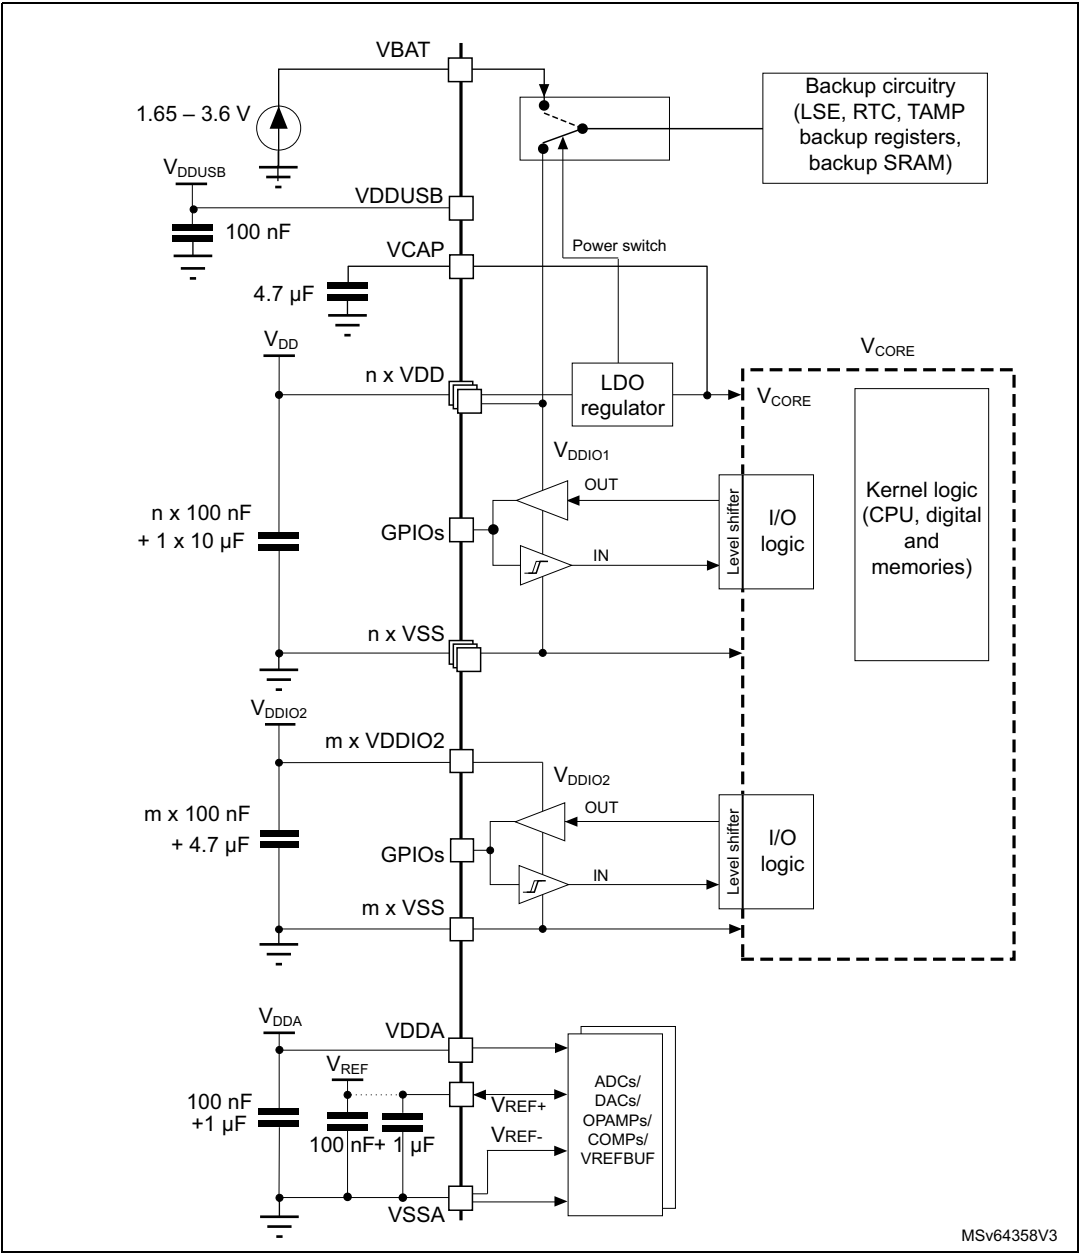 VBAT
1.65 – 3.6 V
Backup circuitry
(LSE, RTC, TAMP
backup registers,
backup SRAM)
VDDUSB
VDDUSB
100 nF
Power switch
VCAP
4.7 µF
VDD
n x VDD
LDO
regulator
VCORE
VCORE
VDDIO1
OUT
GPIOs
IN
Level shifter
I/O
logic
Kernel logic
(CPU, digital
and
memories)
n x 100 nF
+ 1 x 10 µF
n x VSS
VDDIO2
m x VDDIO2
VDDIO2
OUT
m x 100 nF
+ 4.7 µF
GPIOs
IN
Level shifter
I/O
logic
m x VSS
VDDA
VDDA
VREF
100 nF
+1 µF
100 nF+ 1 µF
VREF+
VREF-
ADCs/
DACs/
OPAMPs/
COMPs/
VREFBUF
VSSA
MSv64358V3